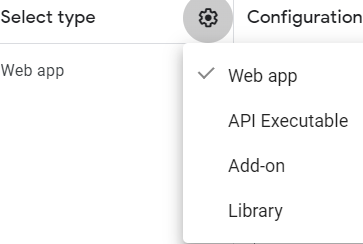 Select type
Configuration
Web app
Web app
API Executable
Add-on
Library